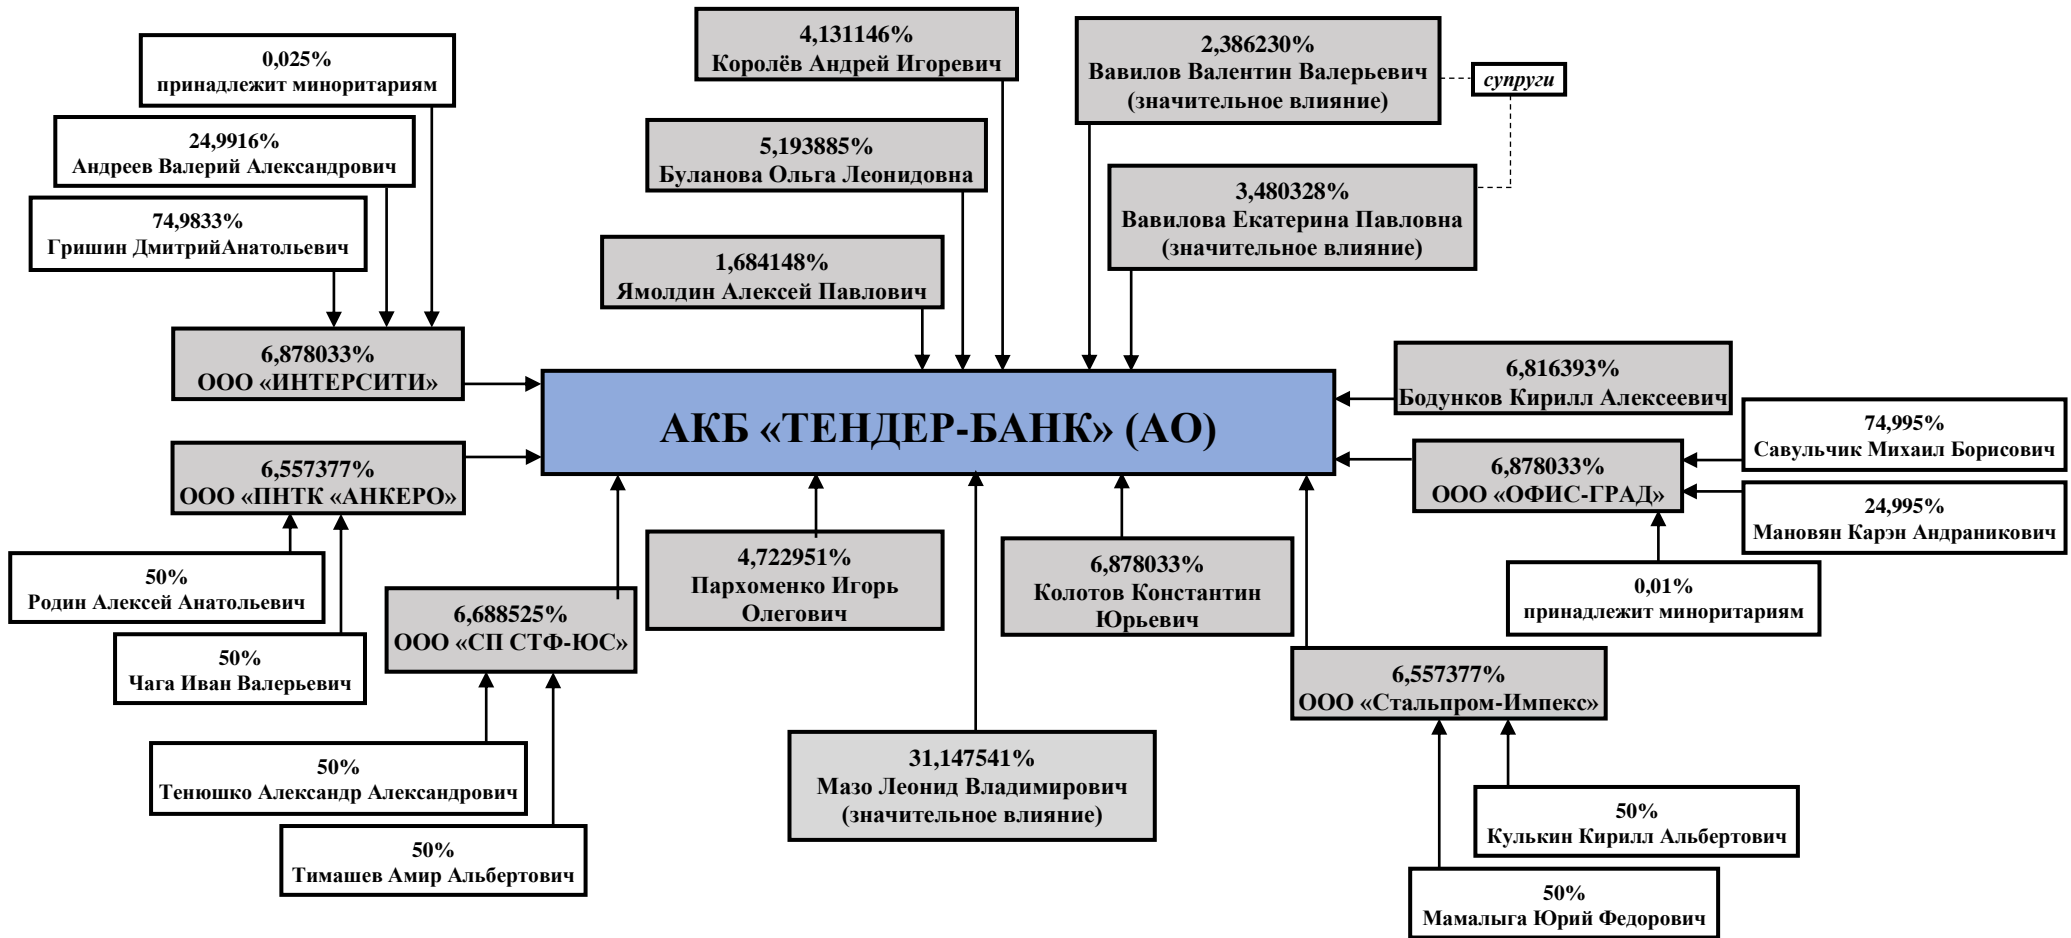 4,131146%
Королёв Андрей Игоревич
2,386230%
Вавилов Валентин Валерьевич
(значительное влияние)
супруги
0,025%
принадлежит миноритариям
24,9916%
Андреев Валерий Александрович
5,193885%
Буланова Ольга Леонидовна
3,480328%
Вавилова Екатерина Павловна
(значительное влияние)
74,9833%
Гришин ДмитрийАнатольевич
1,684148%
Ямолдин Алексей Павлович
6,878033%
ООО «ИНТЕРСИТИ»
АКБ «ТЕНДЕР-БАНК» (АО)
6,816393%
Бодунков Кирилл Алексеевич
74,995%
Савульчик Михаил Борисович
6,557377%
ООО «ПНТК «АНКЕРО»
6,878033%
ООО «ОФИС-ГРАД»
24,995%
Мановян Карэн Андраникович
50%
Родин Алексей Анатольевич
4,722951%
Пархоменко Игорь
Олегович
6,878033%
Колотов Константин
Юрьевич
0,01%
принадлежит миноритариям
6,688525%
ООО «СП СТФ-ЮС»
50%
Чага Иван Валерьевич
6,557377%
ООО «Стальпром-Импекс»
50%
Тенюшко Александр Александрович
31,147541%
Мазо Леонид Владимирович
(значительное влияние)
50%
Кулькин Кирилл Альбертович
50%
Тимашев Амир Альбертович
50%
Мамалыга Юрий Федорович